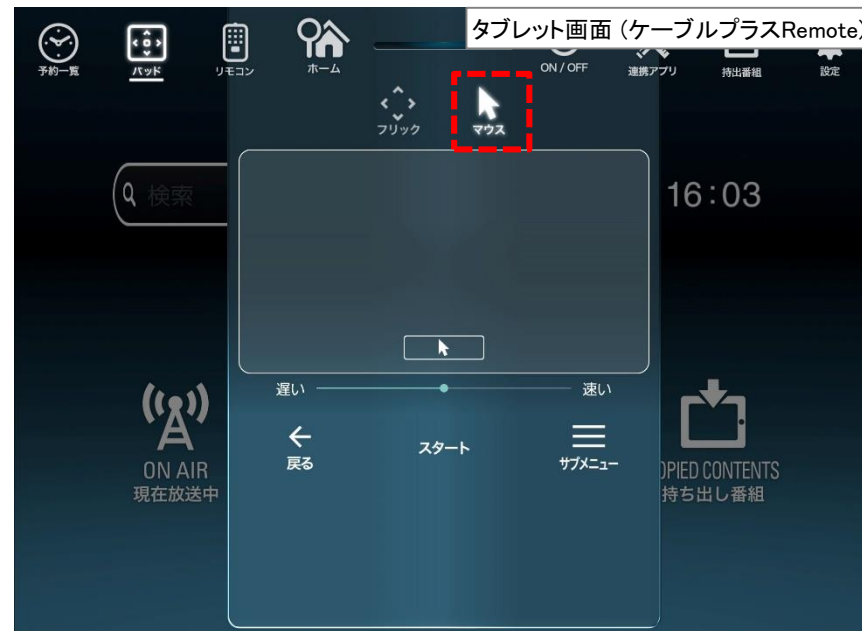 タブレット画面（ケーブルプラスRemote）
予約一覧
パッド
リモコン
ホーム
ON / OFF
連携アプリ
持出番組
設定
フリック
マウス
検索
16:03
遅い
速い
戻る
スタート
サブメニュー
ON AIR
現在放送中
OPIED CONTENTS
持ち出し番組